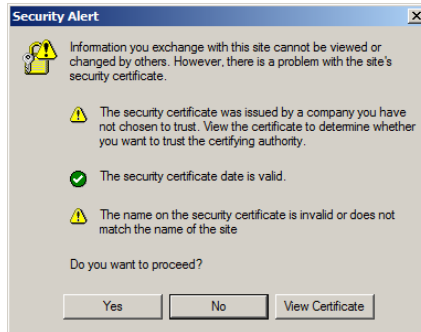 Security Alert
Information you exchange with this site cannot be viewed or
changed by others. However, there is a problem with the site's
security certificate.
The security certificate was issued by a company you have
not chosen to trust. View the certificate to determine whether
you want to trust the certifying authority.
The security certificate date is valid.
The name on the security certificate is invalid or does not
match the name of the site
Do you want to proceed?
Yes No View Certificate